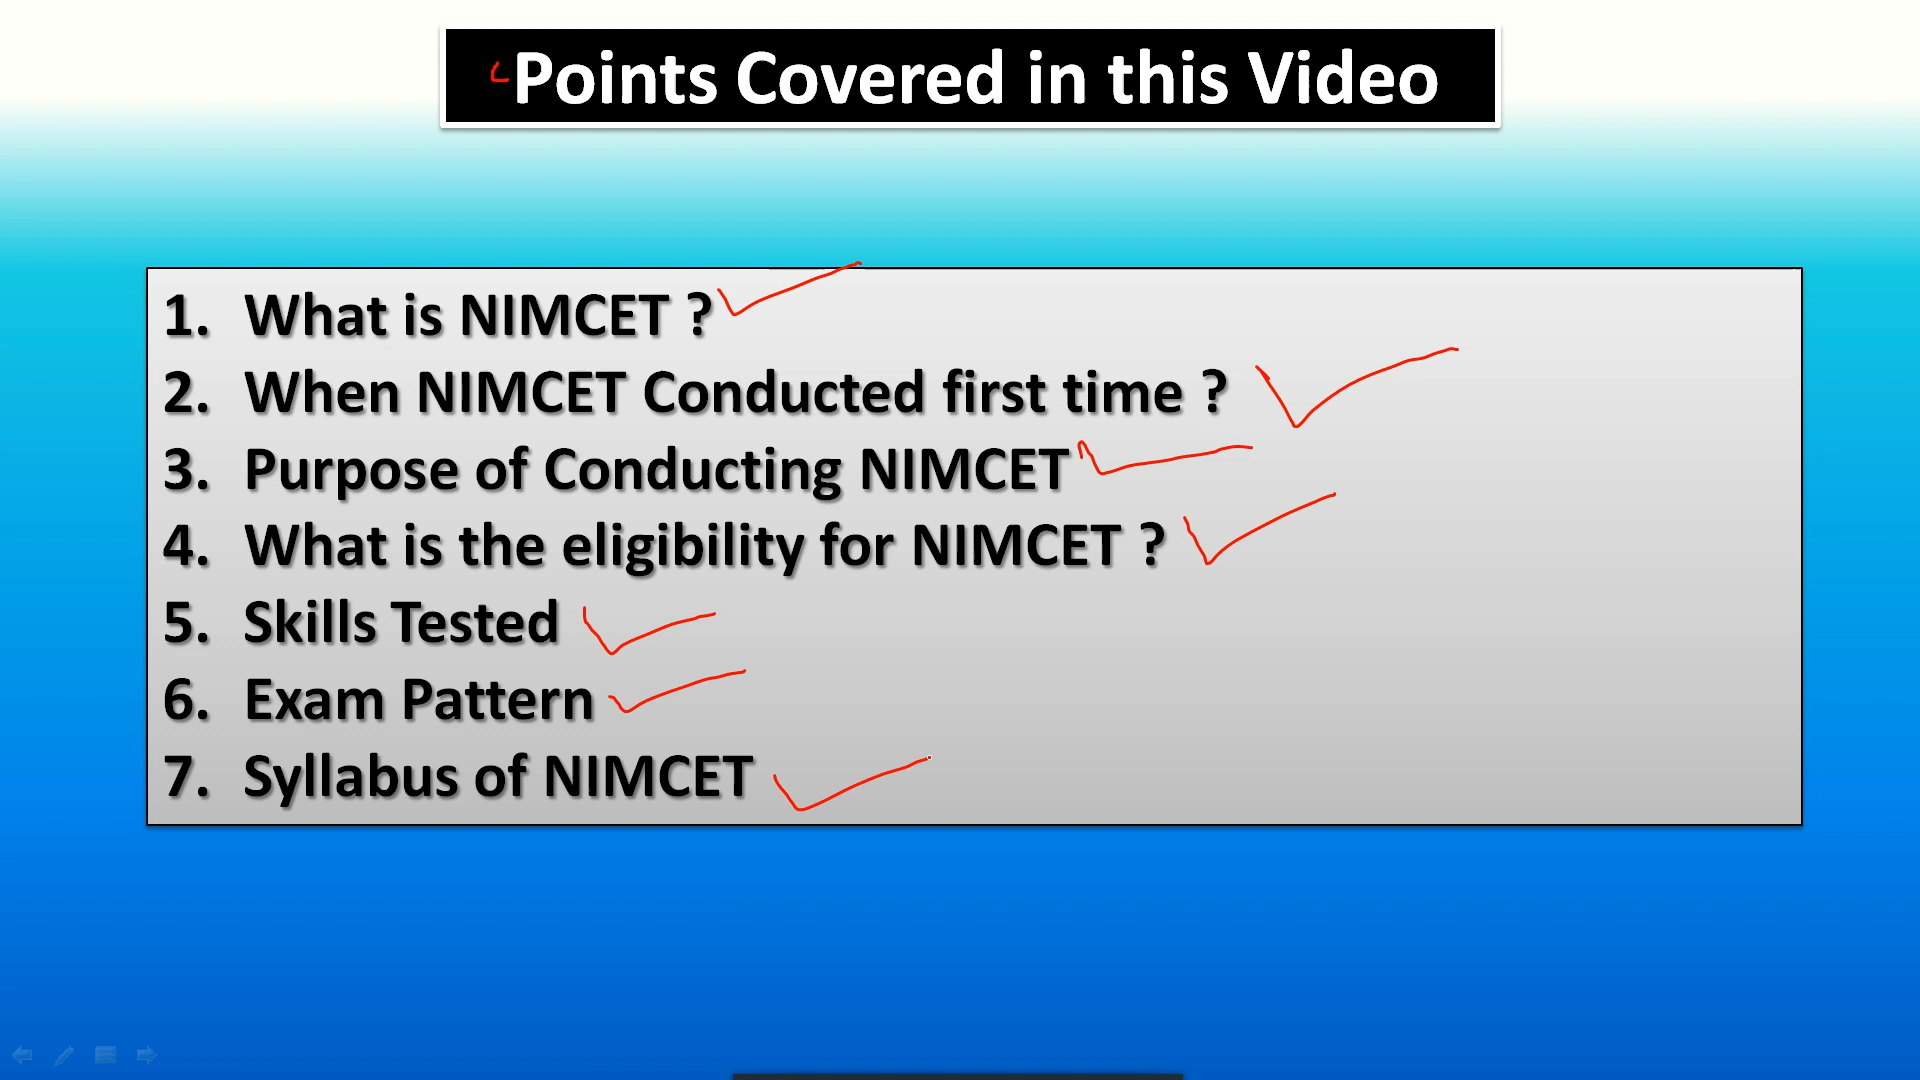 Points Covered in this Video
1. What is NIMCET ?
2. When NIMCET Conducted first time ?
3. Purpose of Conducting NIMCET
4. What is the eligibility for NIMCET ?
5. Skills Tested
6. Exam Pattern
7. Syllabus of NIMCET